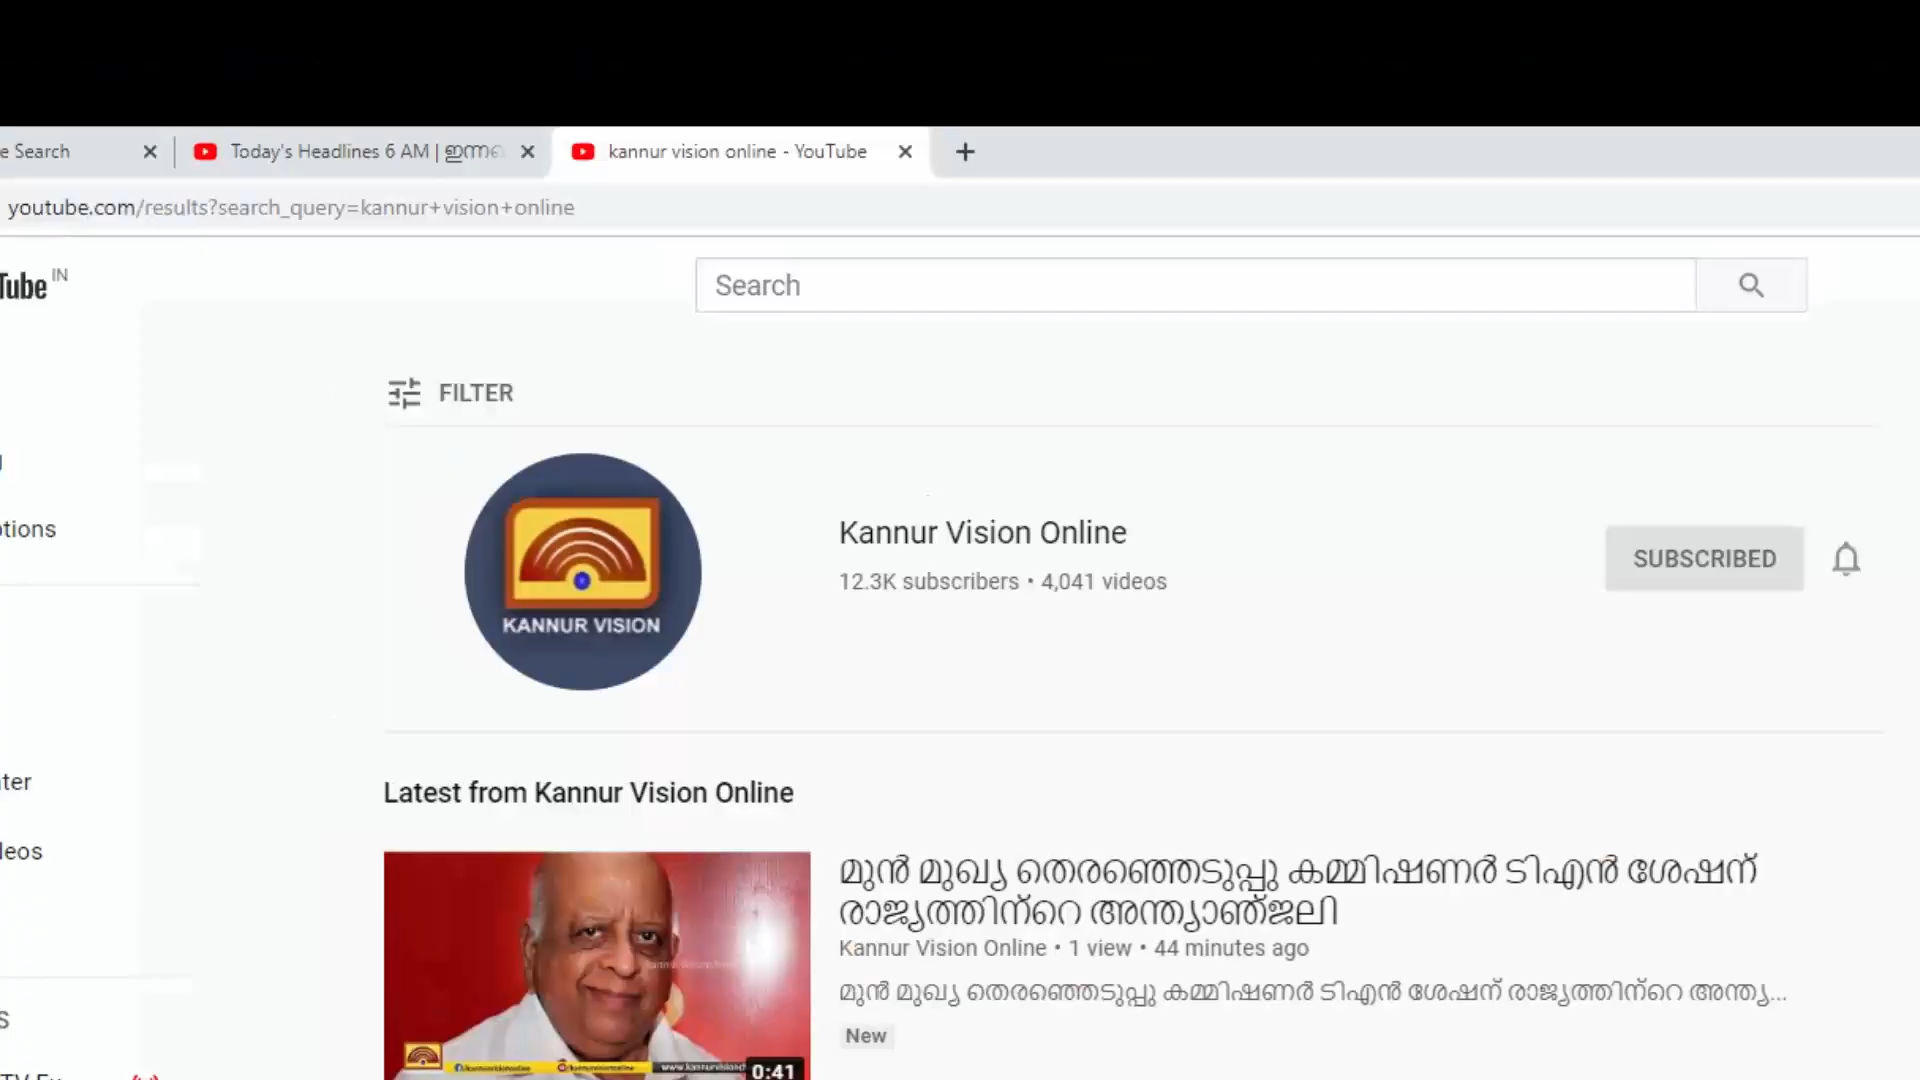 e Search
Today's Headlines 6 AM | ഇന്നത
kannur vision online - YouTube
youtube.com/results?search_query=kannur+vision+online
Tube IN
Search
FILTER
KANNUR VISION
Kannur Vision Online
12.3K subscribers • 4,041 videos
SUBSCRIBED
tions
ter
leos
Latest from Kannur Vision Online
മുൻ മുഖ്യ തെരഞ്ഞെടുപ്പു കമ്മിഷണർ ടിഎൻ ശേഷന്
രാജ്യത്തിന്റെ അന്ത്യാഞ്ജലി
Kannur Vision Online • 1 view • 44 minutes ago
മുൻ മുഖ്യ തെരഞ്ഞെടുപ്പു കമ്മിഷണർ ടിഎൻ ശേഷന് രാജ്യത്തിന്റെ അന്ത്യ...
New
0:41
S